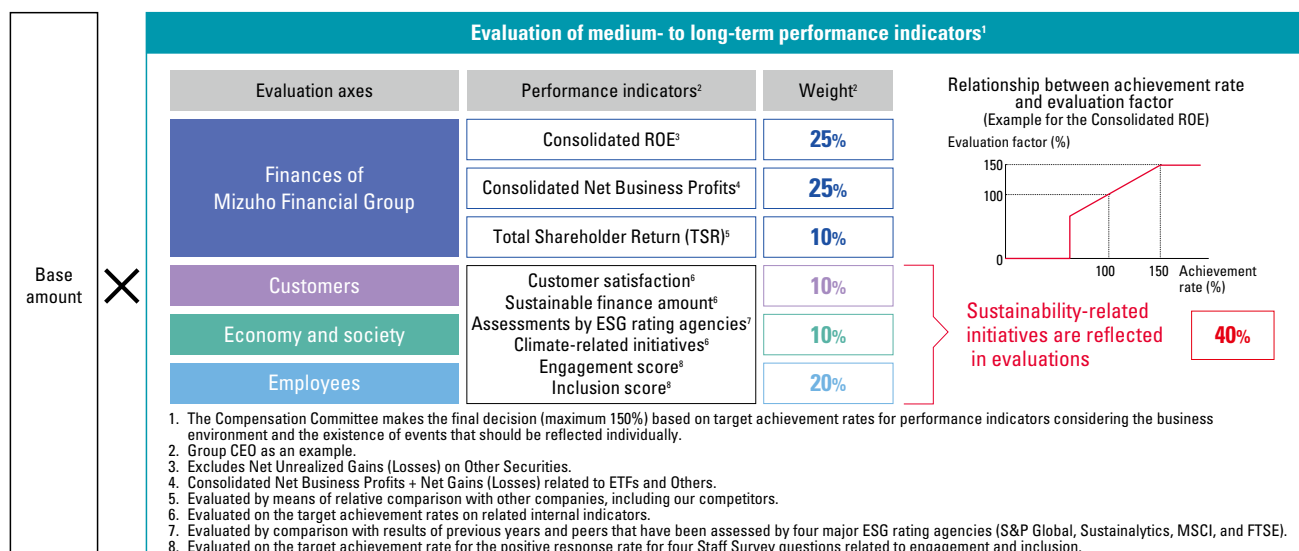 Evaluation of medium- to long-term performance indicators¹
Base
amount
Evaluation axes
Performance indicators²
Weight²
Finances of
Mizuho Financial Group
Consolidated ROE³
25%
Consolidated Net Business Profits⁴
25%
Total Shareholder Return (TSR)⁵
10%
Customers
Economy and society
Employees
Customer satisfaction⁶
Sustainable finance amount⁶
Assessments by ESG rating agencies⁷
Climate-related initiatives⁶
Engagement score⁸
Inclusion score⁸
10%
10%
20%
Relationship between achievement rate
and evaluation factor
(Example for the Consolidated ROE)
Evaluation factor (%)
150
100
0
100
150
Achievement
rate (%)
Sustainability-related
initiatives are reflected
in evaluations
40%
1. The Compensation Committee makes the final decision (maximum 150%) based on target achievement rates for performance indicators considering the business
environment and the existence of events that should be reflected individually.
2. Group CEO as an example.
3. Excludes Net Unrealized Gains (Losses) on Other Securities.
4. Consolidated Net Business Profits + Net Gains (Losses) related to ETFs and Others.
5. Evaluated by means of relative comparison with other companies, including our competitors.
6. Evaluated on the target achievement rates on related internal indicators.
7. Evaluated by comparison with results of previous years and peers that have been assessed by four major ESG rating agencies (S&P Global, Sustainalytics, MSCI, and FTSE).
8. Evaluated on the target achievement rate for the positive response rate for four Staff Survey questions related to engagement and inclusion.